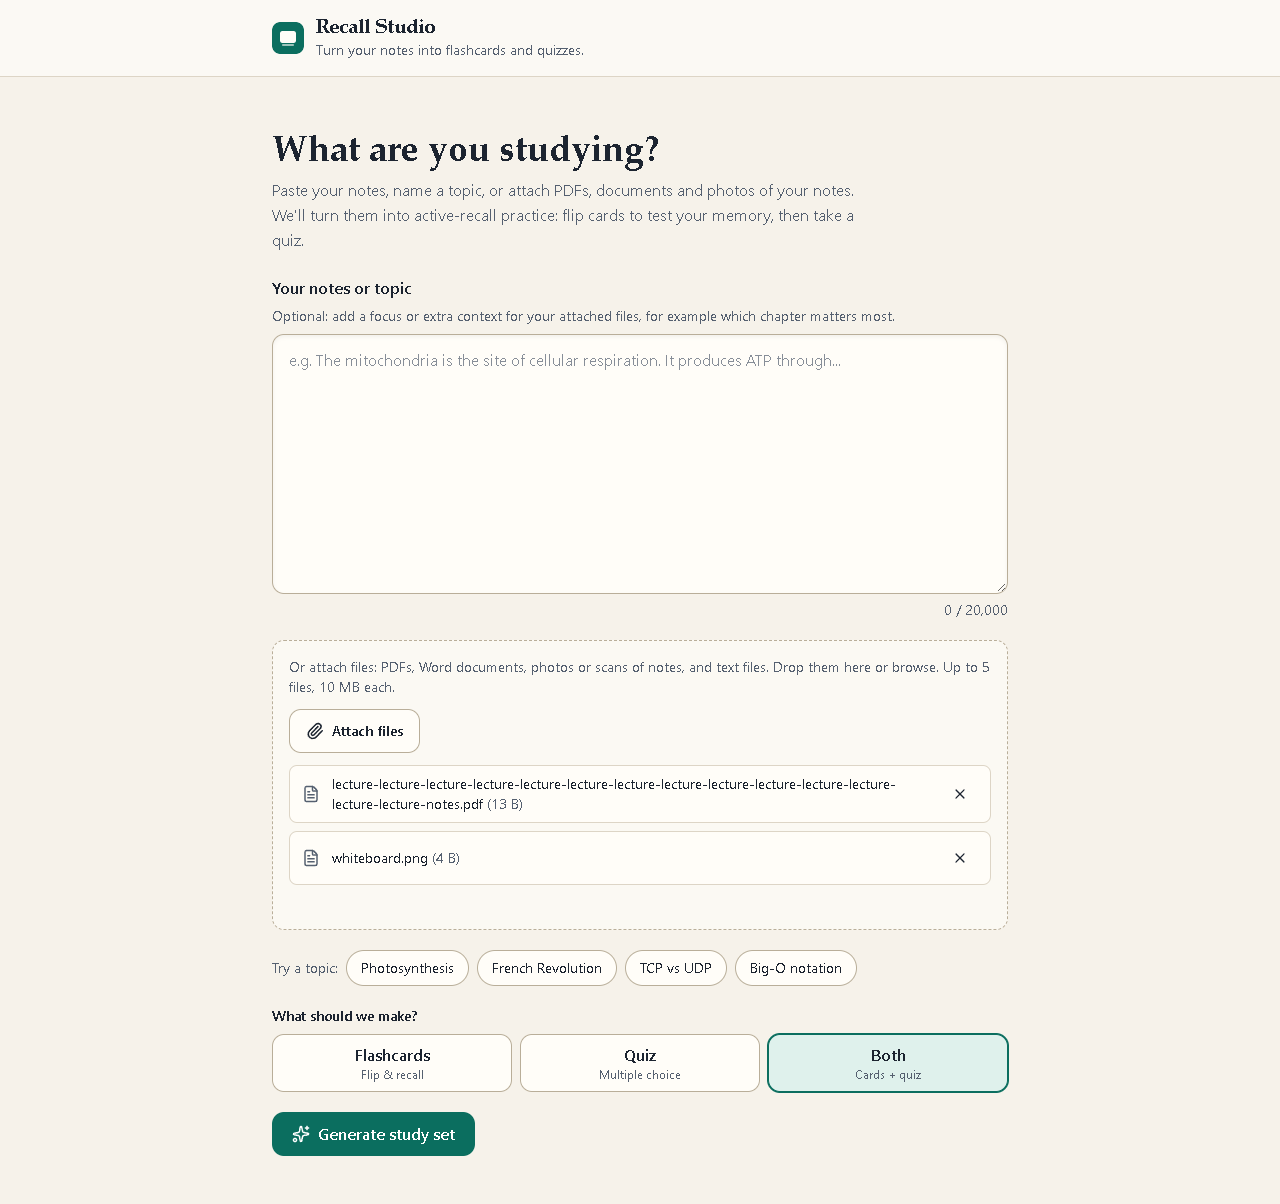 Recall Studio
Turn your notes into flashcards and quizzes.
What are you studying?
Paste your notes, name a topic, or attach PDFs, documents and photos of your notes.
We'll turn them into active-recall practice: flip cards to test your memory, then take a
quiz.
Your notes or topic
Optional: add a focus or extra context for your attached files, for example which chapter matters most.
e.g. The mitochondria is the site of cellular respiration. It produces ATP through...
0 / 20,000
Or attach files: PDFs, Word documents, photos or scans of notes, and text files. Drop them here or browse. Up to 5
files, 10 MB each.
Attach files
lecture-lecture-lecture-lecture-lecture-lecture-lecture-lecture-lecture-lecture-lecture-lecture-
lecture-lecture-notes.pdf (13 B)
whiteboard.png (4 B)
Try a topic: Photosynthesis French Revolution TCP vs UDP Big-O notation
What should we make?
Flashcards Quiz Both
Flip & recall Multiple choice Cards + quiz
Generate study set